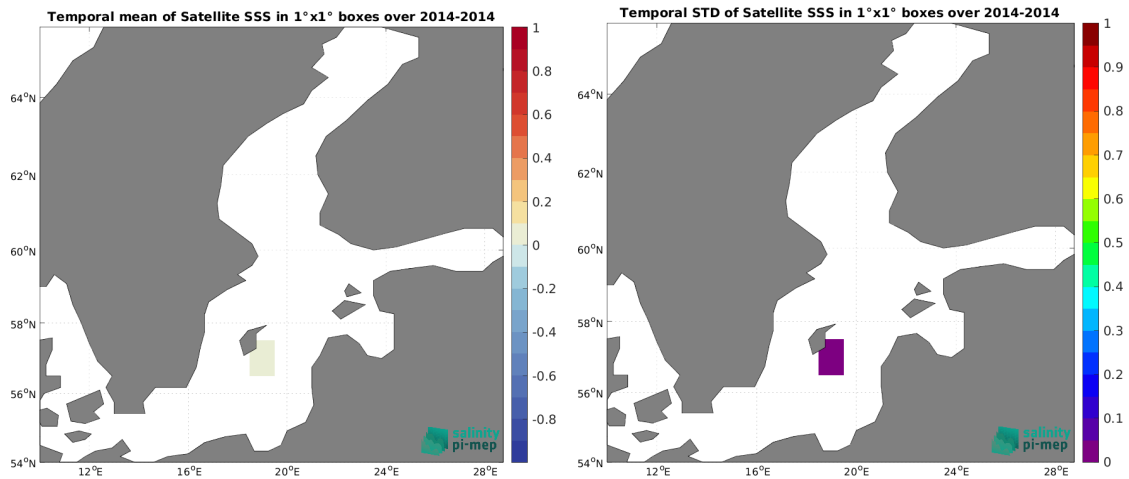 Temporal mean of Satellite SSS in 1°x1° boxes over 2014-2014
64°N
62°N
60°N
58°N
56°N
54°N
12°E
16°E
20°E
24°E
28°E
1
0.8
0.6
0.4
0.2
0
-0.2
-0.4
-0.6
-0.8
salinity
pi-mep
Temporal STD of Satellite SSS in 1°x1° boxes over 2014-2014
64°N
62°N
60°N
58°N
56°N
54°N
12°E
16°E
20°E
24°E
28°E
1
0.9
0.8
0.7
0.6
0.5
0.4
0.3
0.2
0.1
0
salinity
pi-mep